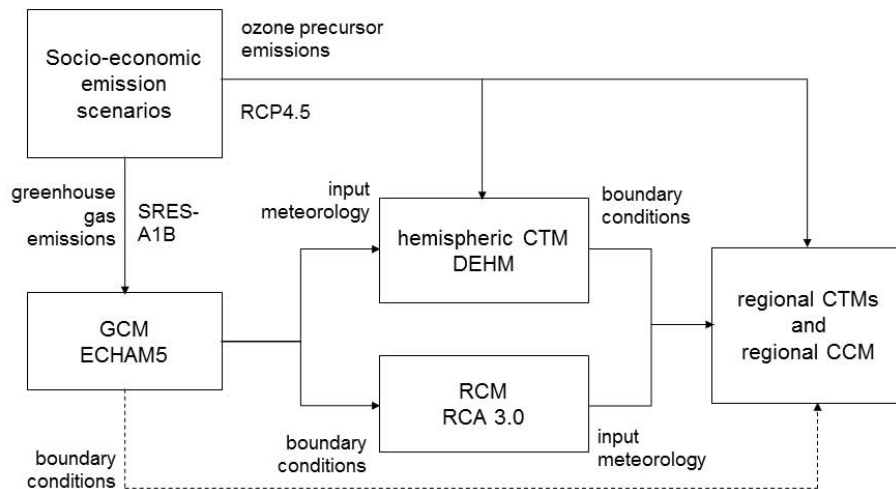 ozone precursor
emissions
Socio-economic
emission
scenarios
RCP4.5
greenhouse
gas
emissions
SRES-
A1B
input
meteorology
boundary
conditions
hemispheric CTM
DEHM
regional CTMs
and
regional CCM
GCM
ECHAM5
RCM
RCA 3.0
boundary
conditions
boundary
conditions
input
meteorology